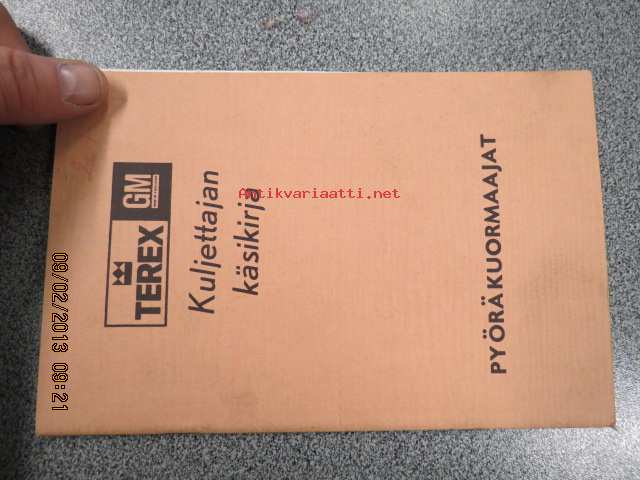 TEREX
GM
Kuljettajan
käsikirja
PYÖRÄKUORMAAJAT
Antikvariaatti.net
09/02/2013 09:21